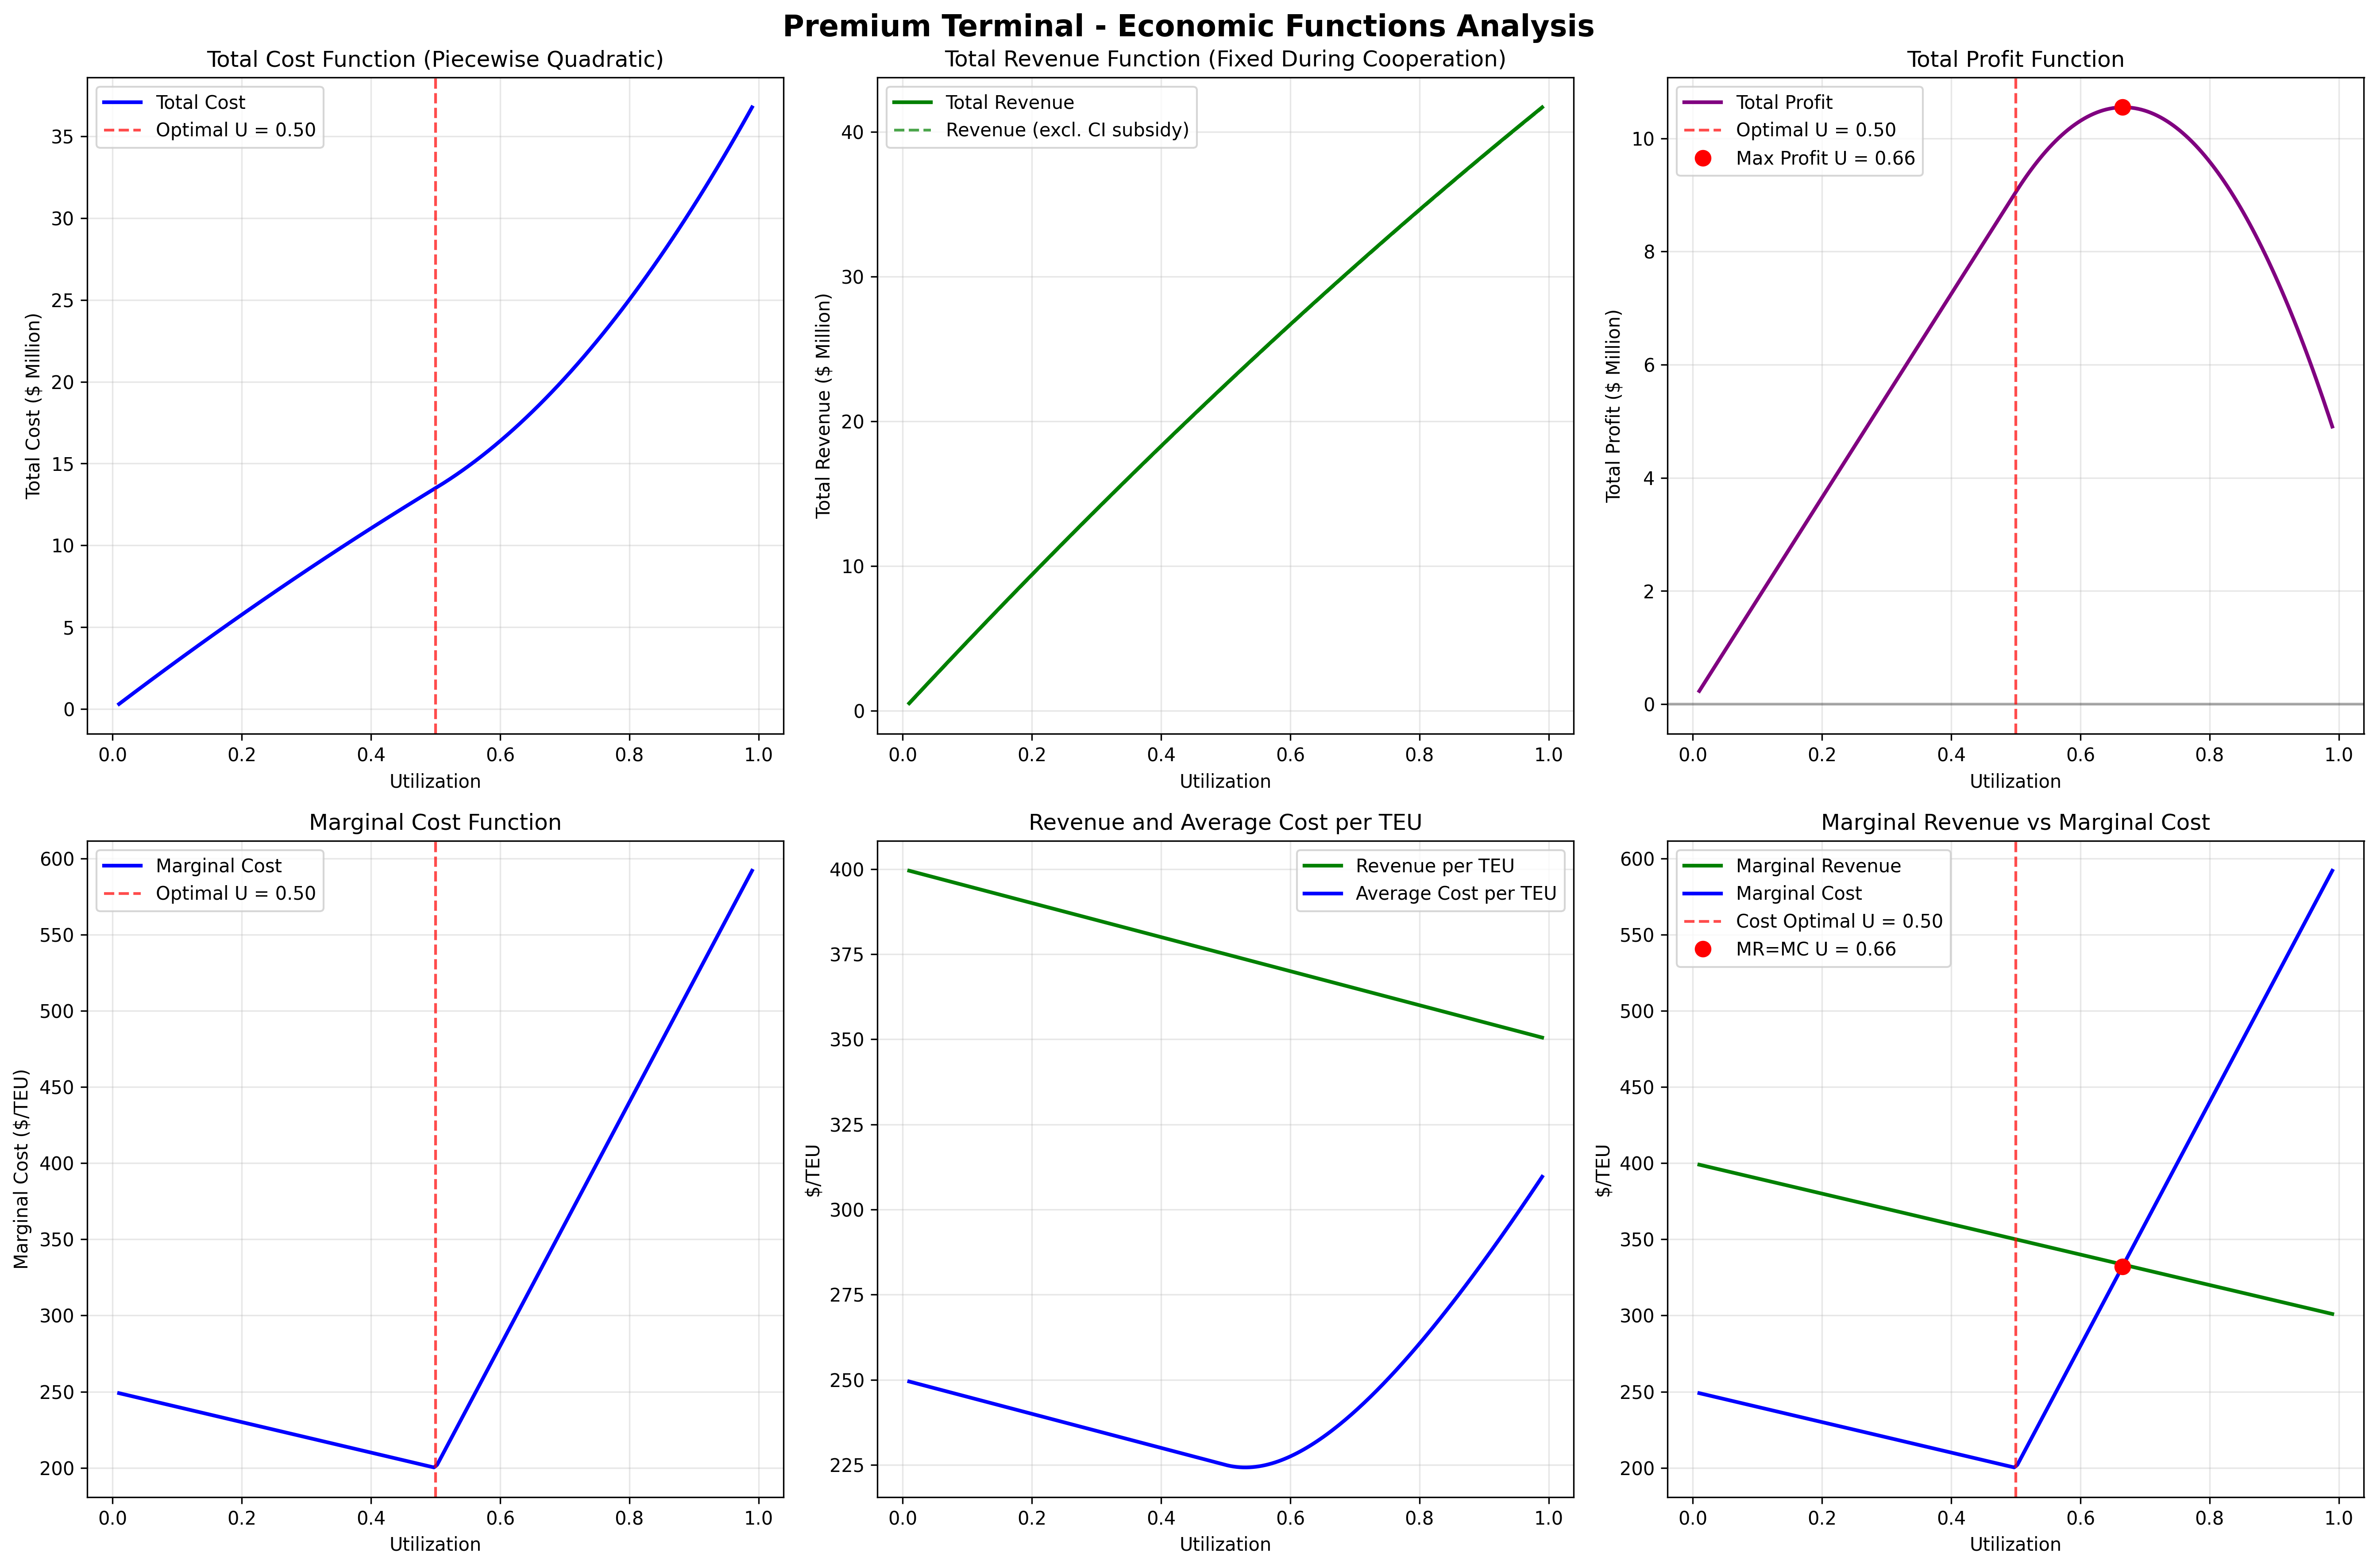 Premium Terminal - Economic Functions Analysis
Total Cost Function (Piecewise Quadratic)
Total Cost
Optimal U = 0.50
Total Cost ($ Million)
35
30
25
20
15
10
5
0
0.0 0.2 0.4 0.6 0.8 1.0
Utilization
Total Revenue Function (Fixed During Cooperation)
Total Revenue
Revenue (excl. CI subsidy)
Total Revenue ($ Million)
40
30
20
10
0
0.0 0.2 0.4 0.6 0.8 1.0
Utilization
Total Profit Function
Total Profit
Optimal U = 0.50
Max Profit U = 0.66
Total Profit ($ Million)
10
8
6
4
2
0
0.0 0.2 0.4 0.6 0.8 1.0
Utilization
Marginal Cost Function
Marginal Cost
Optimal U = 0.50
Marginal Cost ($/TEU)
600
550
500
450
400
350
300
250
200
0.0 0.2 0.4 0.6 0.8 1.0
Utilization
Revenue and Average Cost per TEU
Revenue per TEU
Average Cost per TEU
$/TEU
400
375
350
325
300
275
250
225
0.0 0.2 0.4 0.6 0.8 1.0
Utilization
Marginal Revenue vs Marginal Cost
Marginal Revenue
Marginal Cost
Cost Optimal U = 0.50
MR=MC U = 0.66
$/TEU
600
550
500
450
400
350
300
250
200
0.0 0.2 0.4 0.6 0.8 1.0
Utilization